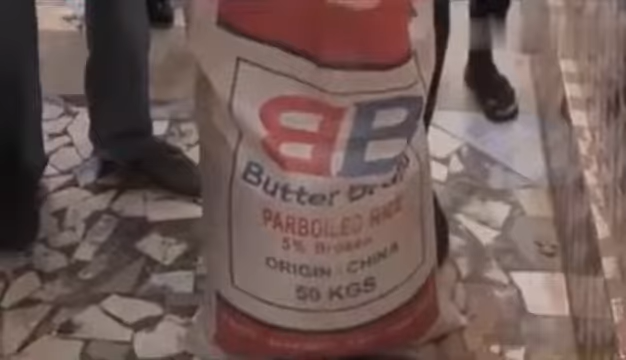 BB
Butter
PARBOILED RICE
5% Broken
ORIGIN : CHINA
50 KGS